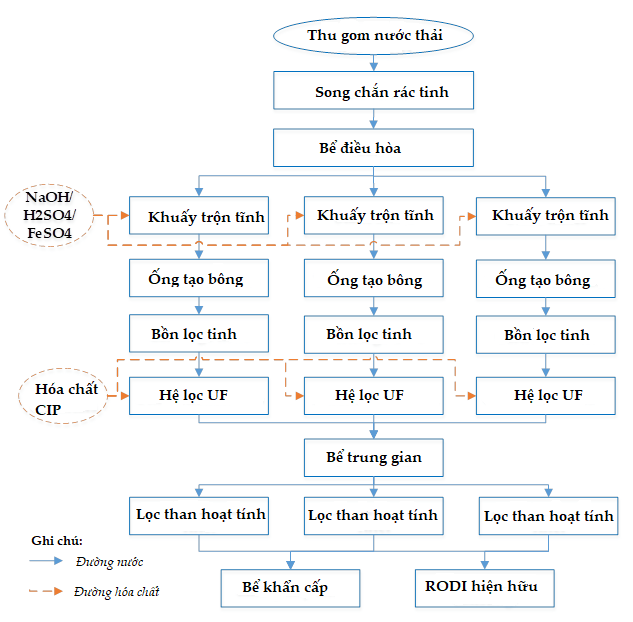 Thu gom nước thải
Song chắn rác tinh
Bể điều hòa
NaOH/
H2SO4/
FeSO4
Khuấy trộn tĩnh
Khuấy trộn tĩnh
Khuấy trộn tĩnh
Ống tạo bông
Ống tạo bông
Ống tạo bông
Bồn lọc tinh
Bồn lọc tinh
Bồn lọc tinh
Hóa chất
CIP
Hệ lọc UF
Hệ lọc UF
Hệ lọc UF
Bể trung gian
Lọc than hoạt tính
Lọc than hoạt tính
Lọc than hoạt tính
Ghi chú:
Đường nước
Đường hóa chất
Bể khẩn cấp
RODI hiện hữu